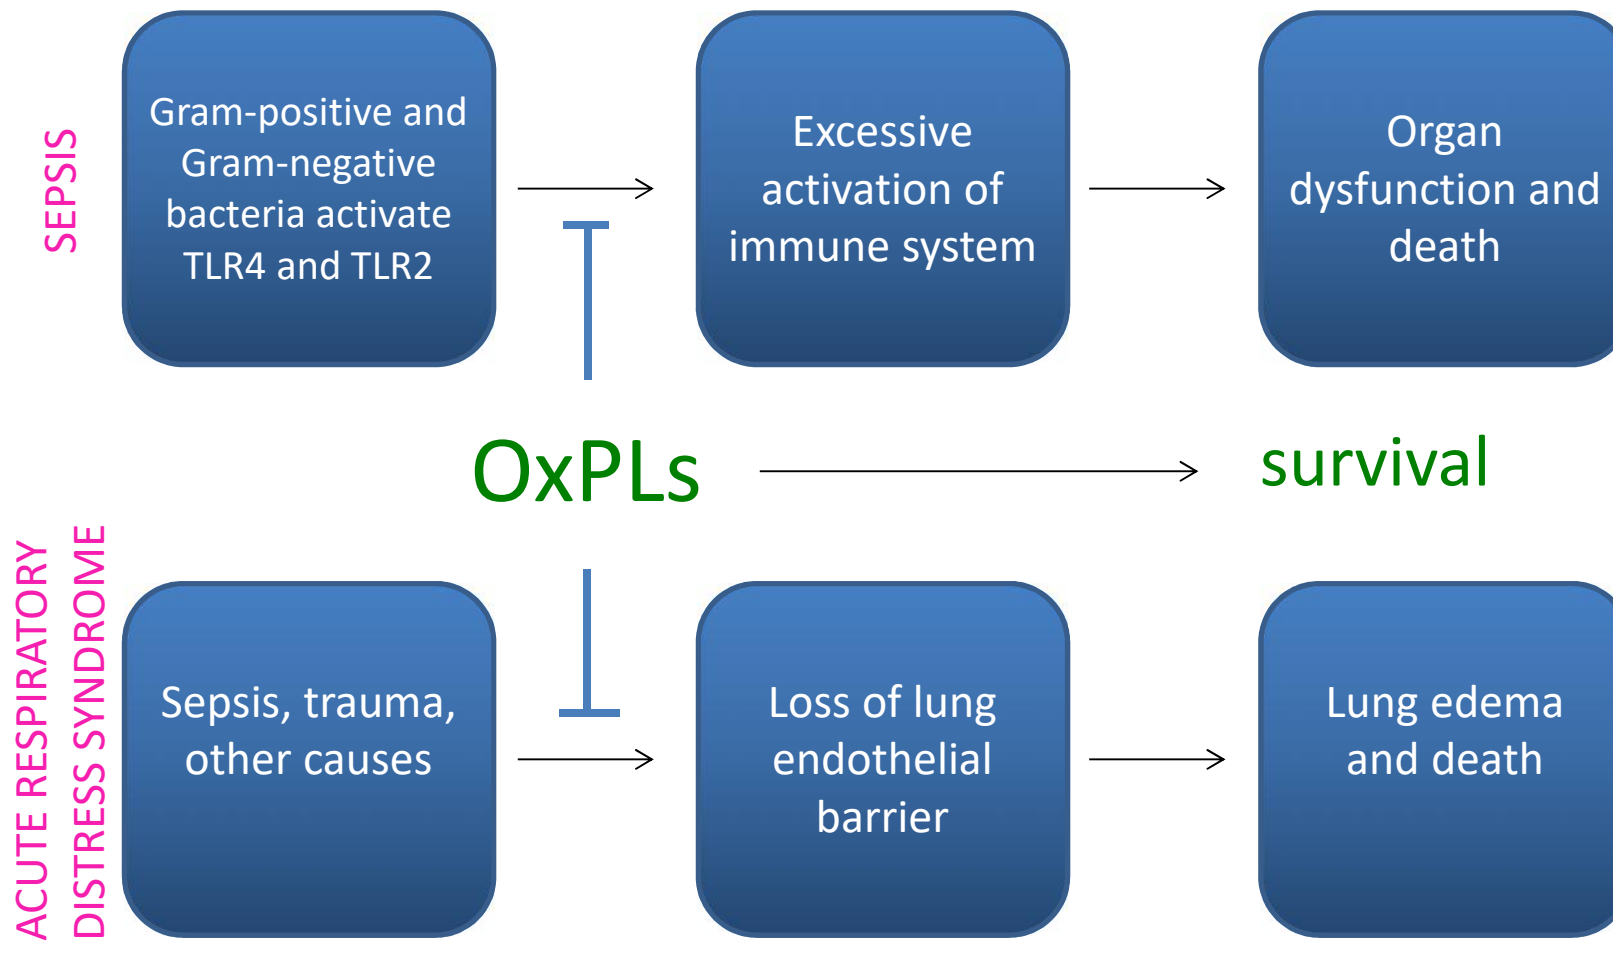 SEPSIS
Gram-positive and
Gram-negative
bacteria activate
TLR4 and TLR2
Excessive
activation of
immune system
Organ
dysfunction and
death
OxPLs
survival
ACUTE RESPIRATORY
DISTRESS SYNDROME
Sepsis, trauma,
other causes
Loss of lung
endothelial
barrier
Lung edema
and death